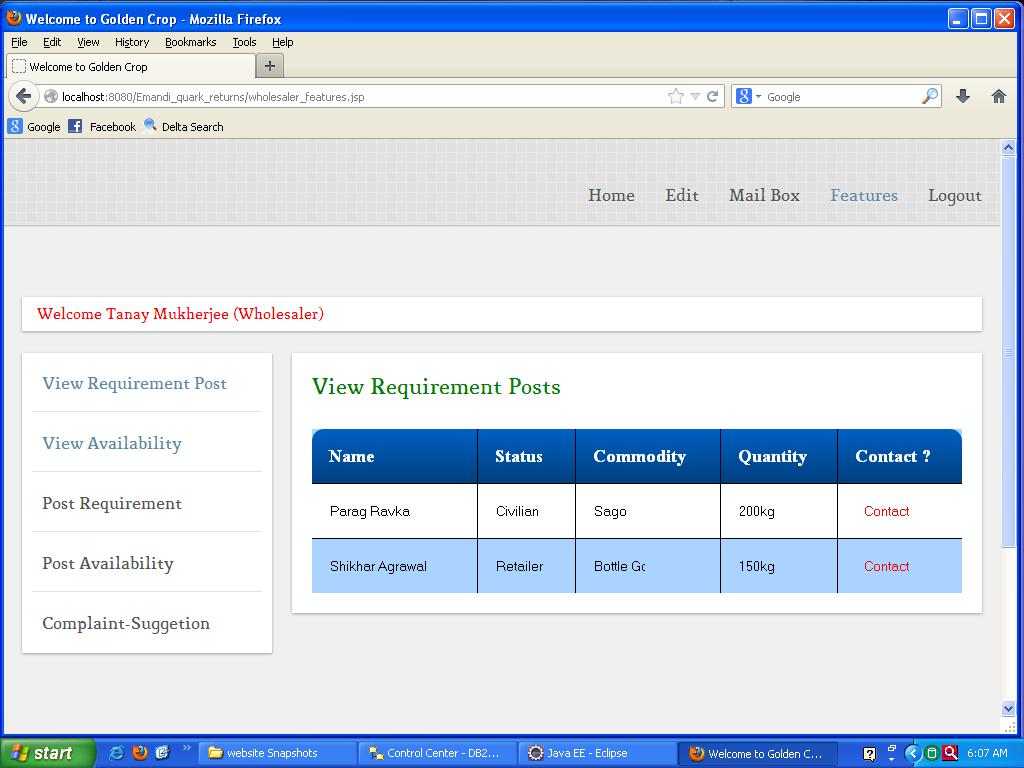 Welcome to Golden Crop - Mozilla Firefox
File Edit View History Bookmarks Tools Help
Welcome to Golden Crop
localhost:8080/Emandi_quark_returns/wholesaler_features.jsp Google
Google Facebook Delta Search
Home Edit Mail Box Features Logout
Welcome Tanay Mukherjee (Wholesaler)
View Requirement Post
View Availability
Post Requirement
Post Availability
Complaint-Suggetion
View Requirement Posts
Name Status Commodity Quantity Contact ?
Parag Ravka Civilian Sago 200kg Contact
Shikhar Agrawal Retailer Bottle 150kg Contact
start website Snapshots Control Center - DB2... Java EE - Eclipse Welcome to Golden C... 6:07 AM